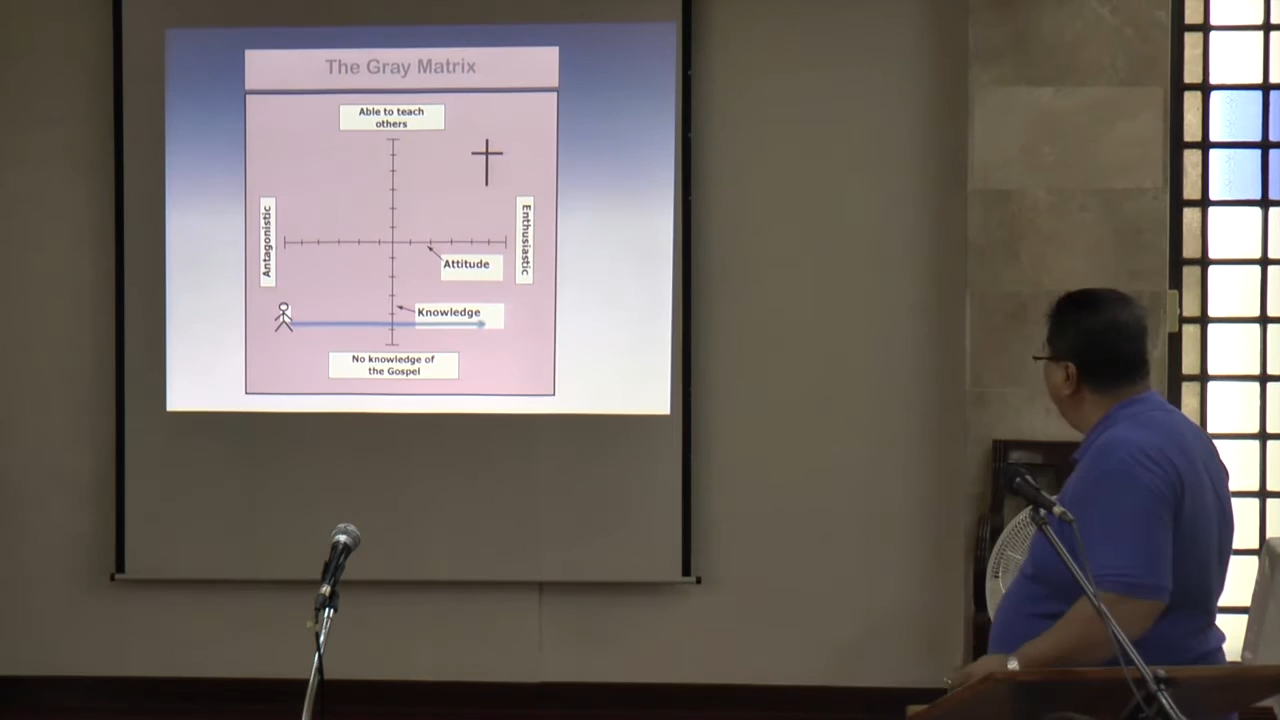 The Gray Matrix
Able to teach
others
Antagonistic
Enthusiastic
Attitude
Knowledge
No knowledge of
the Gospel